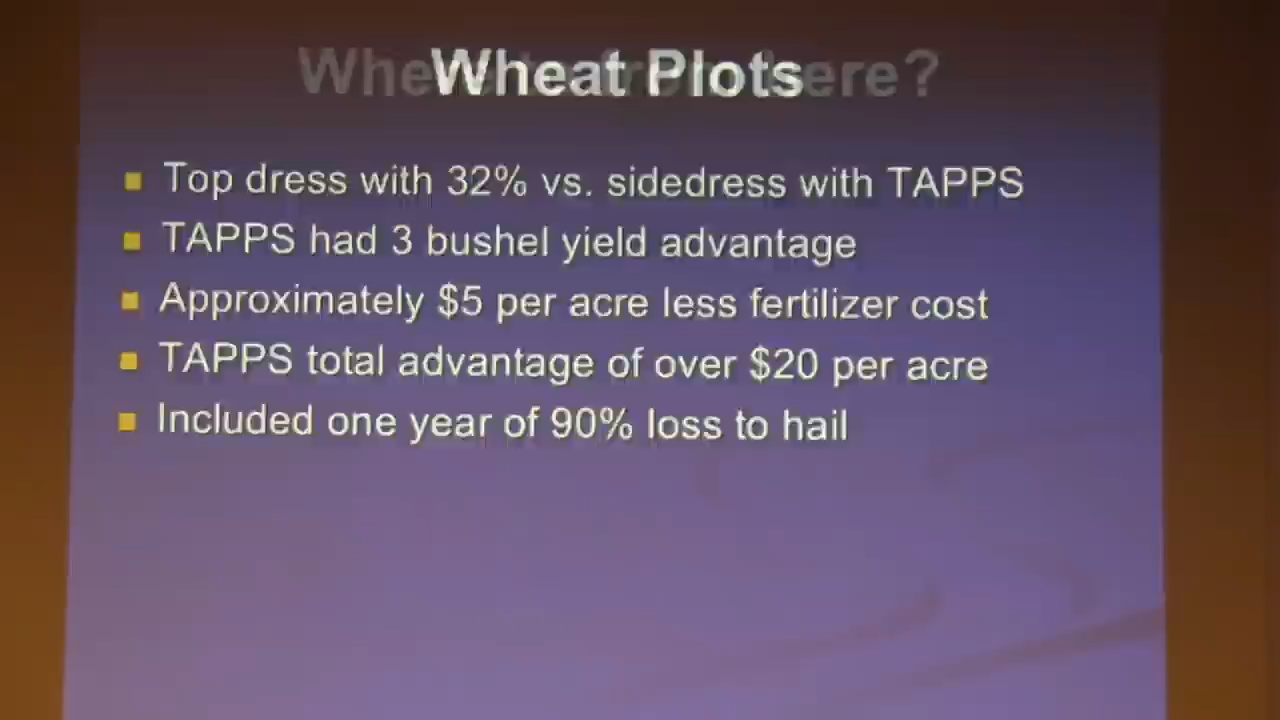 Wheat Plots
Top dress with 32% vs. sidedress with TAPPS
TAPPS had 3 bushel yield advantage
Approximately $5 per acre less fertilizer cost
TAPPS total advantage of over $20 per acre
Included one year of 90% loss to hail